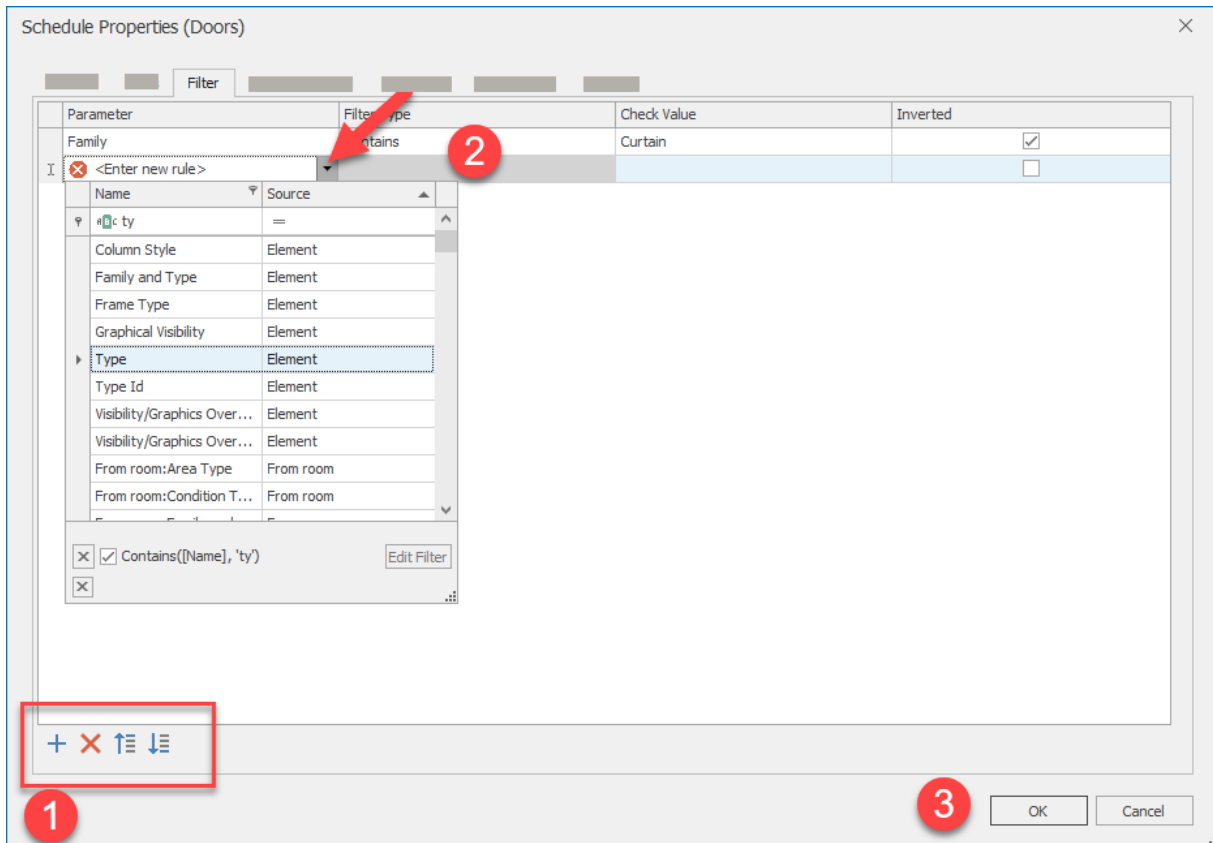 Schedule Properties (Doors)
Filter
Parameter Filter Type Check Value Inverted
Family Curtain
2
<Enter new rule>
Name Source
ty =
Column Style Element
Family and Type Element
Frame Type Element
Graphical Visibility Element
Type Element
Type Id Element
Visibility/Graphics Over... Element
Visibility/Graphics Over... Element
From room:Area Type From room
From room:Condition T... From room
Contains([Name], 'ty') Edit Filter
1
3
OK Cancel